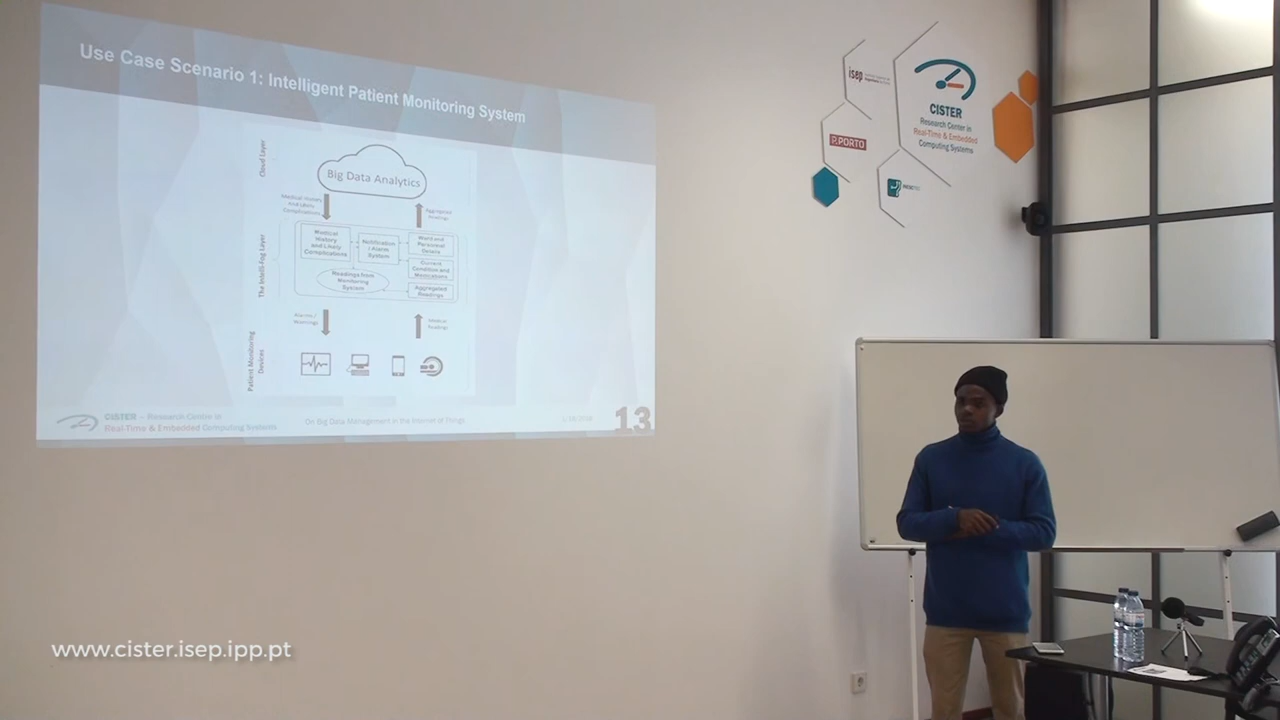 Use Case Scenario 1: Intelligent Patient Monitoring System
Cloud Layer
Big Data Analytics
Medical History
And Likely
Complications
Aggregated
Readings
The Intelli-Fog Layer
Medical
History
and Likely
Complications
Notification
/ Alarm
System
Ward and
Personal
Details
Current
Condition and
Readings from
Monitoring
System
Aggregated
Readings
Alarms /
Warnings
Medical
Readings
Patient Monitoring
Devices
CISTER – Research Centre in
Real-Time & Embedded Computing Systems
On Big Data Management in the Internet of Things
13
isep
P.PORTO
CISTER
Research Center in
Real-Time & Embedded
Computing Systems
www.cister.isep.ipp.pt